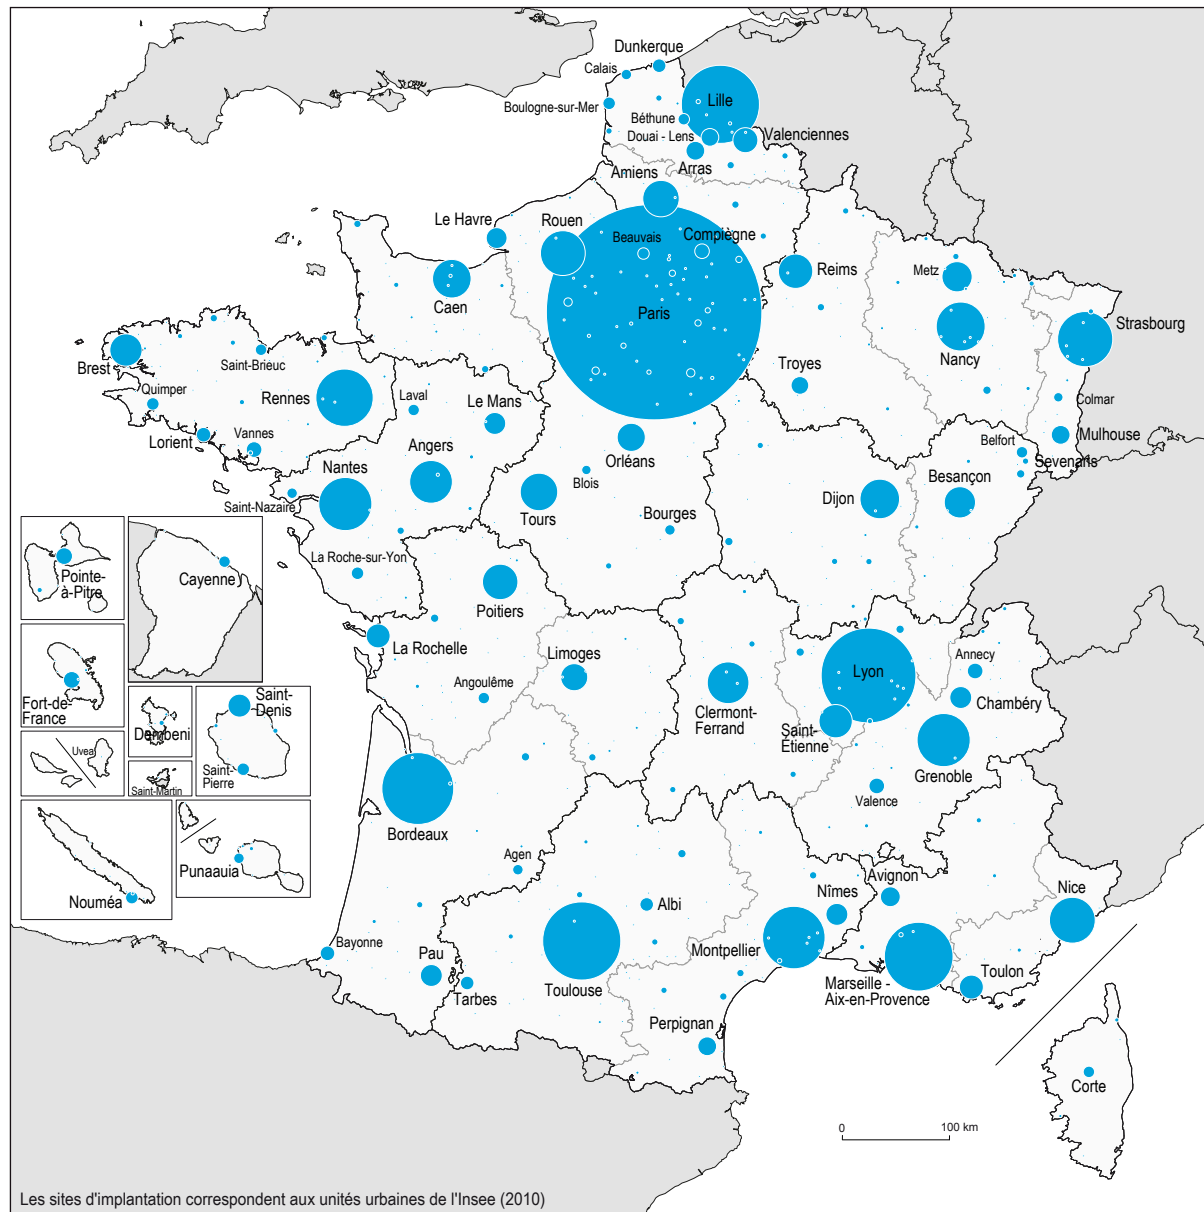 Dunkerque
Calais
Boulogne-sur-Mer
Lille
Béthune
Douai - Lens
Valenciennes
Arras
Amiens
Le Havre
Rouen
Beauvais
Compiègne
Reims
Metz
Caen
Paris
Nancy
Strasbourg
Brest
Saint-Brieuc
Quimper
Rennes
Laval
Le Mans
Troyes
Colmar
Mulhouse
Lorient
Vannes
Angers
Orléans
Belfort
Sevenans
Nantes
Blois
Besançon
Saint-Nazaire
Tours
Dijon
Bourges
La Roche-sur-Yon
Poitiers
Pointe-
à-Pitre
Cayenne
La Rochelle
Limoges
Lyon
Annecy
Angoulême
Chambéry
Fort-de-
France
Saint-
Denis
Dembeni
Clermont-
Ferrand
Saint-
Étienne
Grenoble
Uvea
Saint-
Pierre
Saint-Martin
Valence
Bordeaux
Punaauia
Agen
Nouméa
Albi
Nîmes
Avignon
Nice
Bayonne
Pau
Tarbes
Toulouse
Montpellier
Marseille -
Aix-en-Provence
Toulon
Perpignan
Corte
0
100 km
Les sites d'implantation correspondent aux unités urbaines de l'Insee (2010)